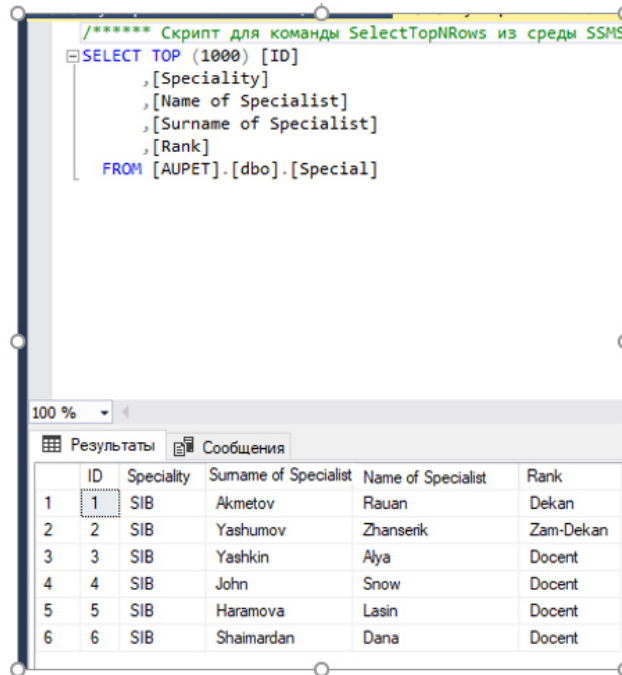 /****** Скрипт для команды SelectTopNRows из среды SSMS
SELECT TOP (1000) [ID]
,[Speciality]
,[Name of Specialist]
,[Surname of Specialist]
,[Rank]
FROM [AUPET].[dbo].[Special]
100 %
Результаты Сообщения
ID Speciality Surname of Specialist Name of Specialist Rank
1 1 SIB Akmetov Rauan Dekan
2 2 SIB Yashumov Zhanserik Zam-Dekan
3 3 SIB Yashkin Alya Docent
4 4 SIB John Snow Docent
5 5 SIB Haramova Lasin Docent
6 6 SIB Shaimardan Dana Docent